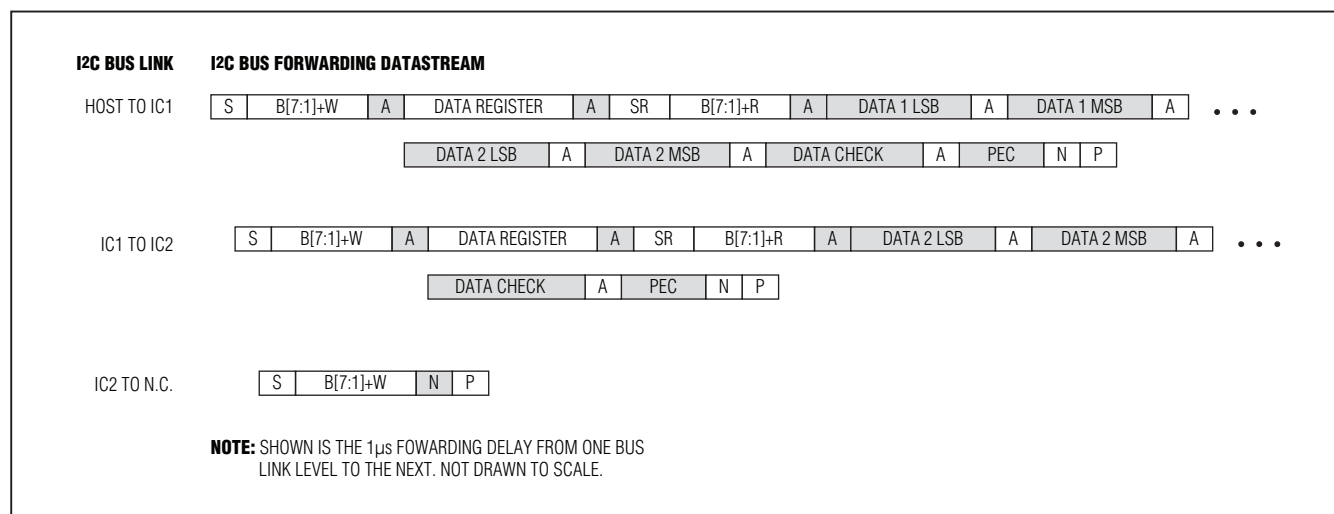 I2C BUS LINK I2C BUS FORWARDING DATASTREAM
HOST TO IC1 S B[7:1]+W A DATA REGISTER A SR B[7:1]+R A DATA 1 LSB A DATA 1 MSB A • • •
DATA 2 LSB A DATA 2 MSB A DATA CHECK A PEC N P
IC1 TO IC2 S B[7:1]+W A DATA REGISTER A SR B[7:1]+R A DATA 2 LSB A DATA 2 MSB A • • •
DATA CHECK A PEC N P
IC2 TO N.C. S B[7:1]+W N P
NOTE: SHOWN IS THE 1µs FOWARDING DELAY FROM ONE BUS
LINK LEVEL TO THE NEXT. NOT DRAWN TO SCALE.